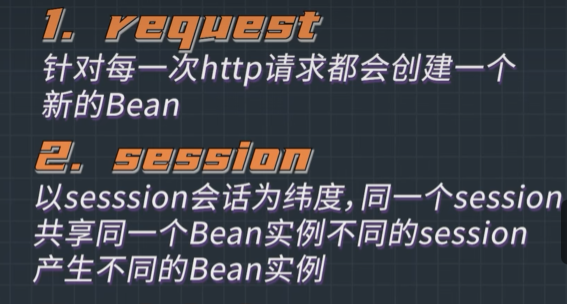 1. request
针对每一次http请求都会创建一个
新的Bean
2. session
以sesssion会话为纬度,同一个session
共享同一个Bean实例不同的session
产生不同的Bean实例